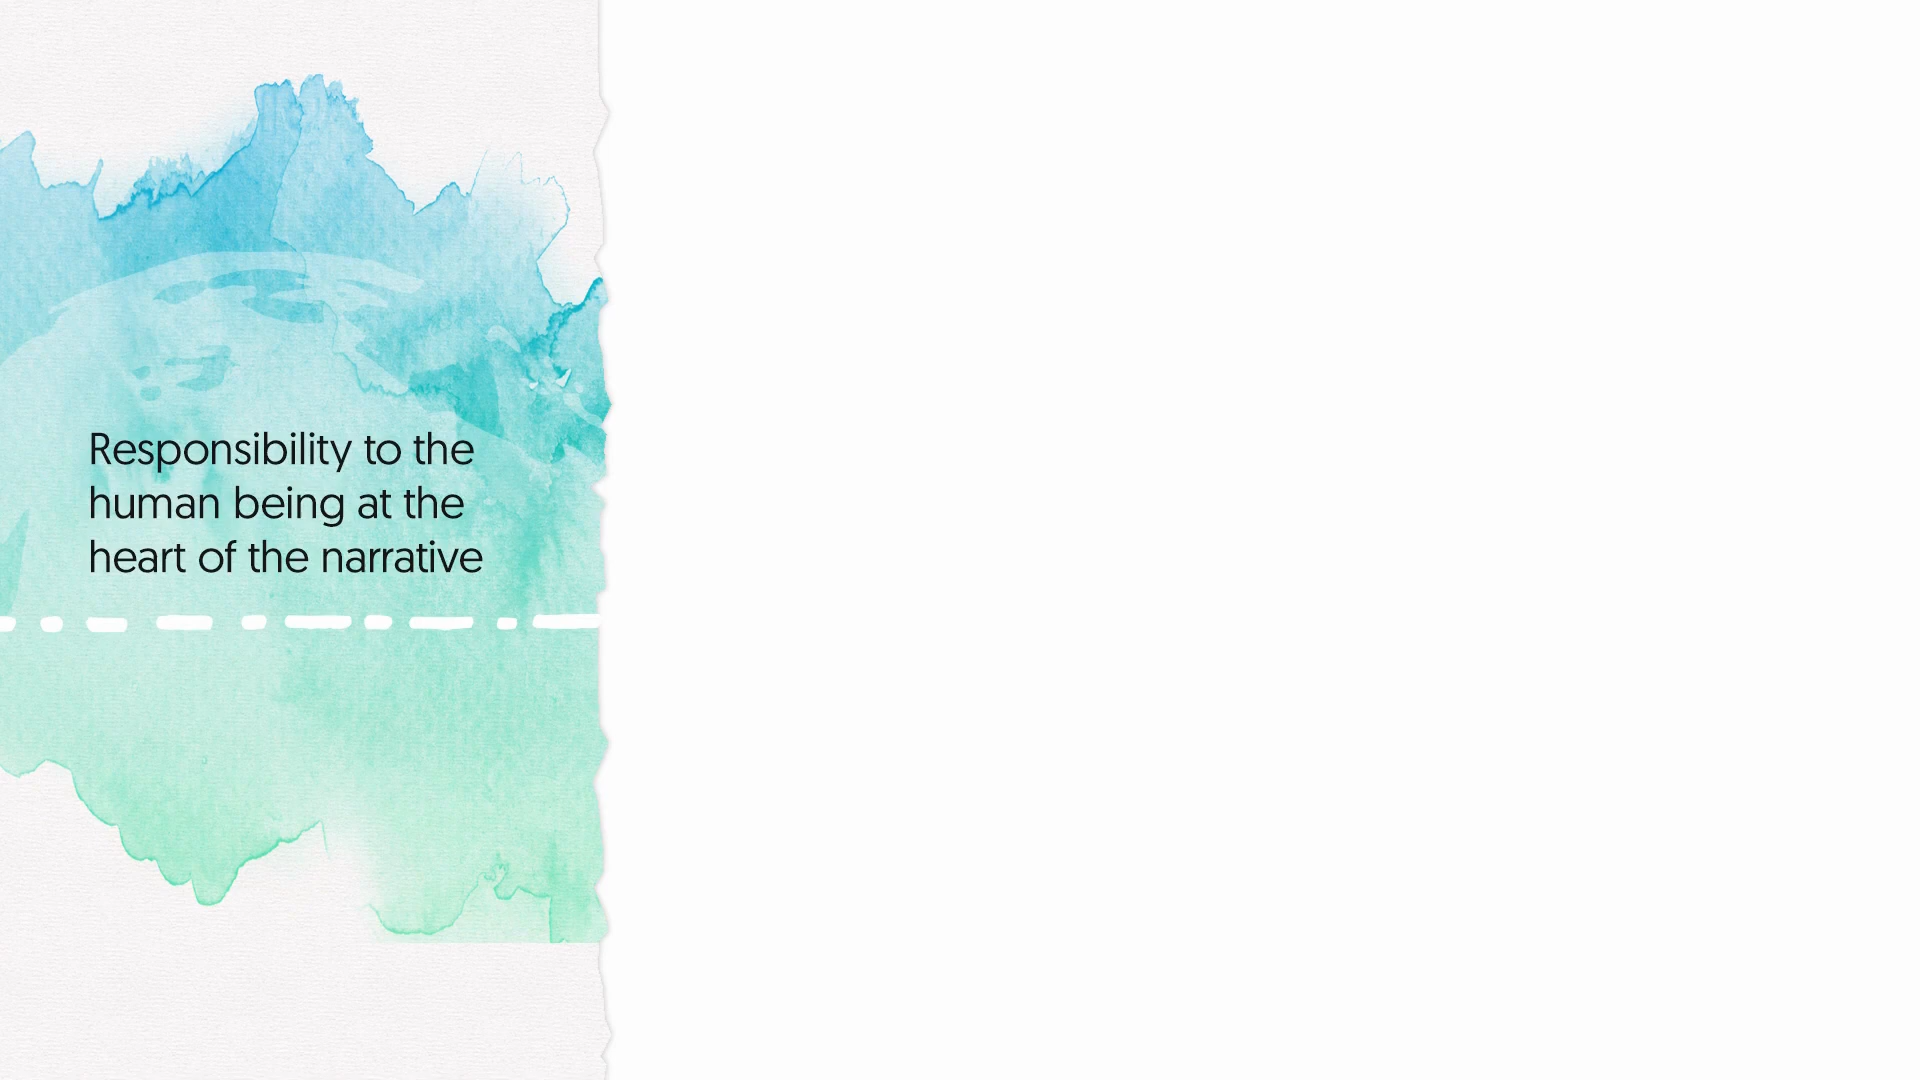 Responsibility to the
human being at the
heart of the narrative